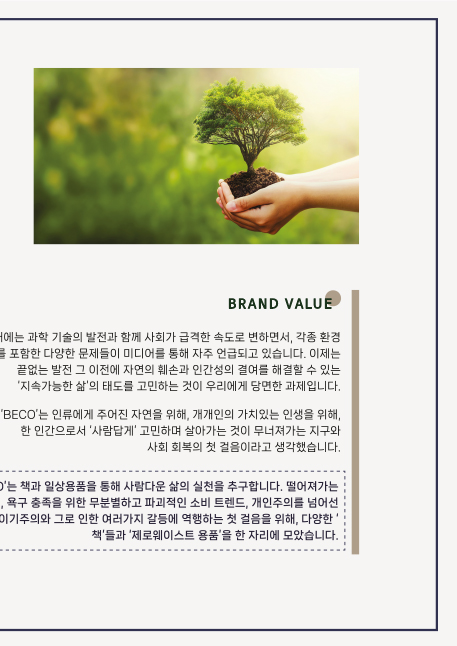 BRAND VALUE
에는 과학 기술의 발전과 함께 사회가 급격한 속도로 변하면서, 각종 환경
를 포함한 다양한 문제들이 미디어를 통해 자주 언급되고 있습니다. 이제는
끝없는 발전 그 이전에 자연의 훼손과 인간성의 결여를 해결할 수 있는
'지속가능한 삶'의 태도를 고민하는 것이 우리에게 당면한 과제입니다.
'BECO'는 인류에게 주어진 자연을 위해, 개개인의 가치있는 인생을 위해,
한 인간으로서 '사람답게' 고민하며 살아가는 것이 무너져가는 지구와
사회 회복의 첫 걸음이라고 생각했습니다.
'는 책과 일상용품을 통해 사람다운 삶의 실천을 추구합니다. 떨어져가는
, 욕구 충족을 위한 무분별하고 파괴적인 소비 트렌드, 개인주의를 넘어선
이기주의와 그로 인한 여러가지 갈등에 역행하는 첫 걸음을 위해, 다양한 '
책'들과 '제로웨이스트 용품'을 한 자리에 모았습니다.